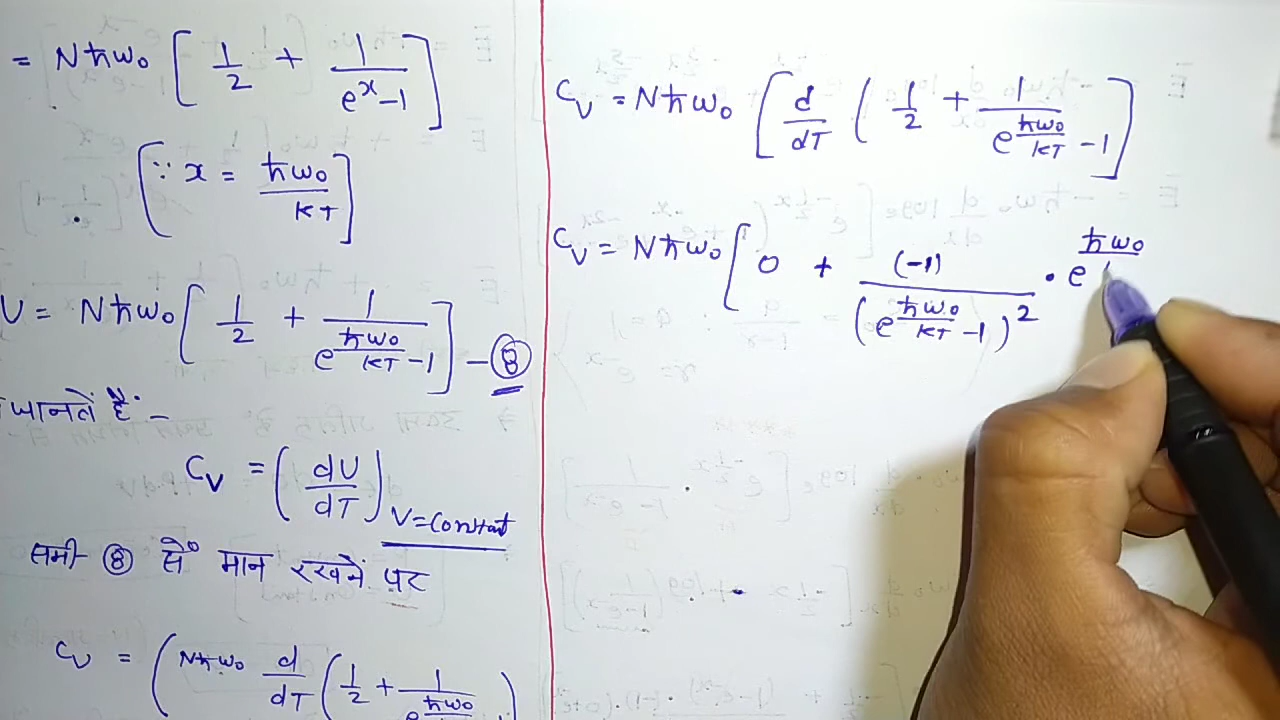 = Nħω₀ [ 1/2 + 1/(e^x - 1) ]
[ ∵ x = ħω₀/KT ]
U = Nħω₀ [ 1/2 + 1/(e^(ħω₀/KT) - 1) ] — ⑧
जानतें हैं :-
Cv = (dU/dT) V = Constant
समी- ⑧ से मान रखनें पर
Cv = ( Nħω₀ d/dT ( 1/2 + 1/e^(ħω₀
Cv = Nħω₀ [ d/dT ( 1/2 + 1/(e^(ħω₀/KT) - 1) ]
Cv = Nħω₀ [ 0 + (-1)/(e^(ħω₀/KT) - 1)² · e^(ħω₀/